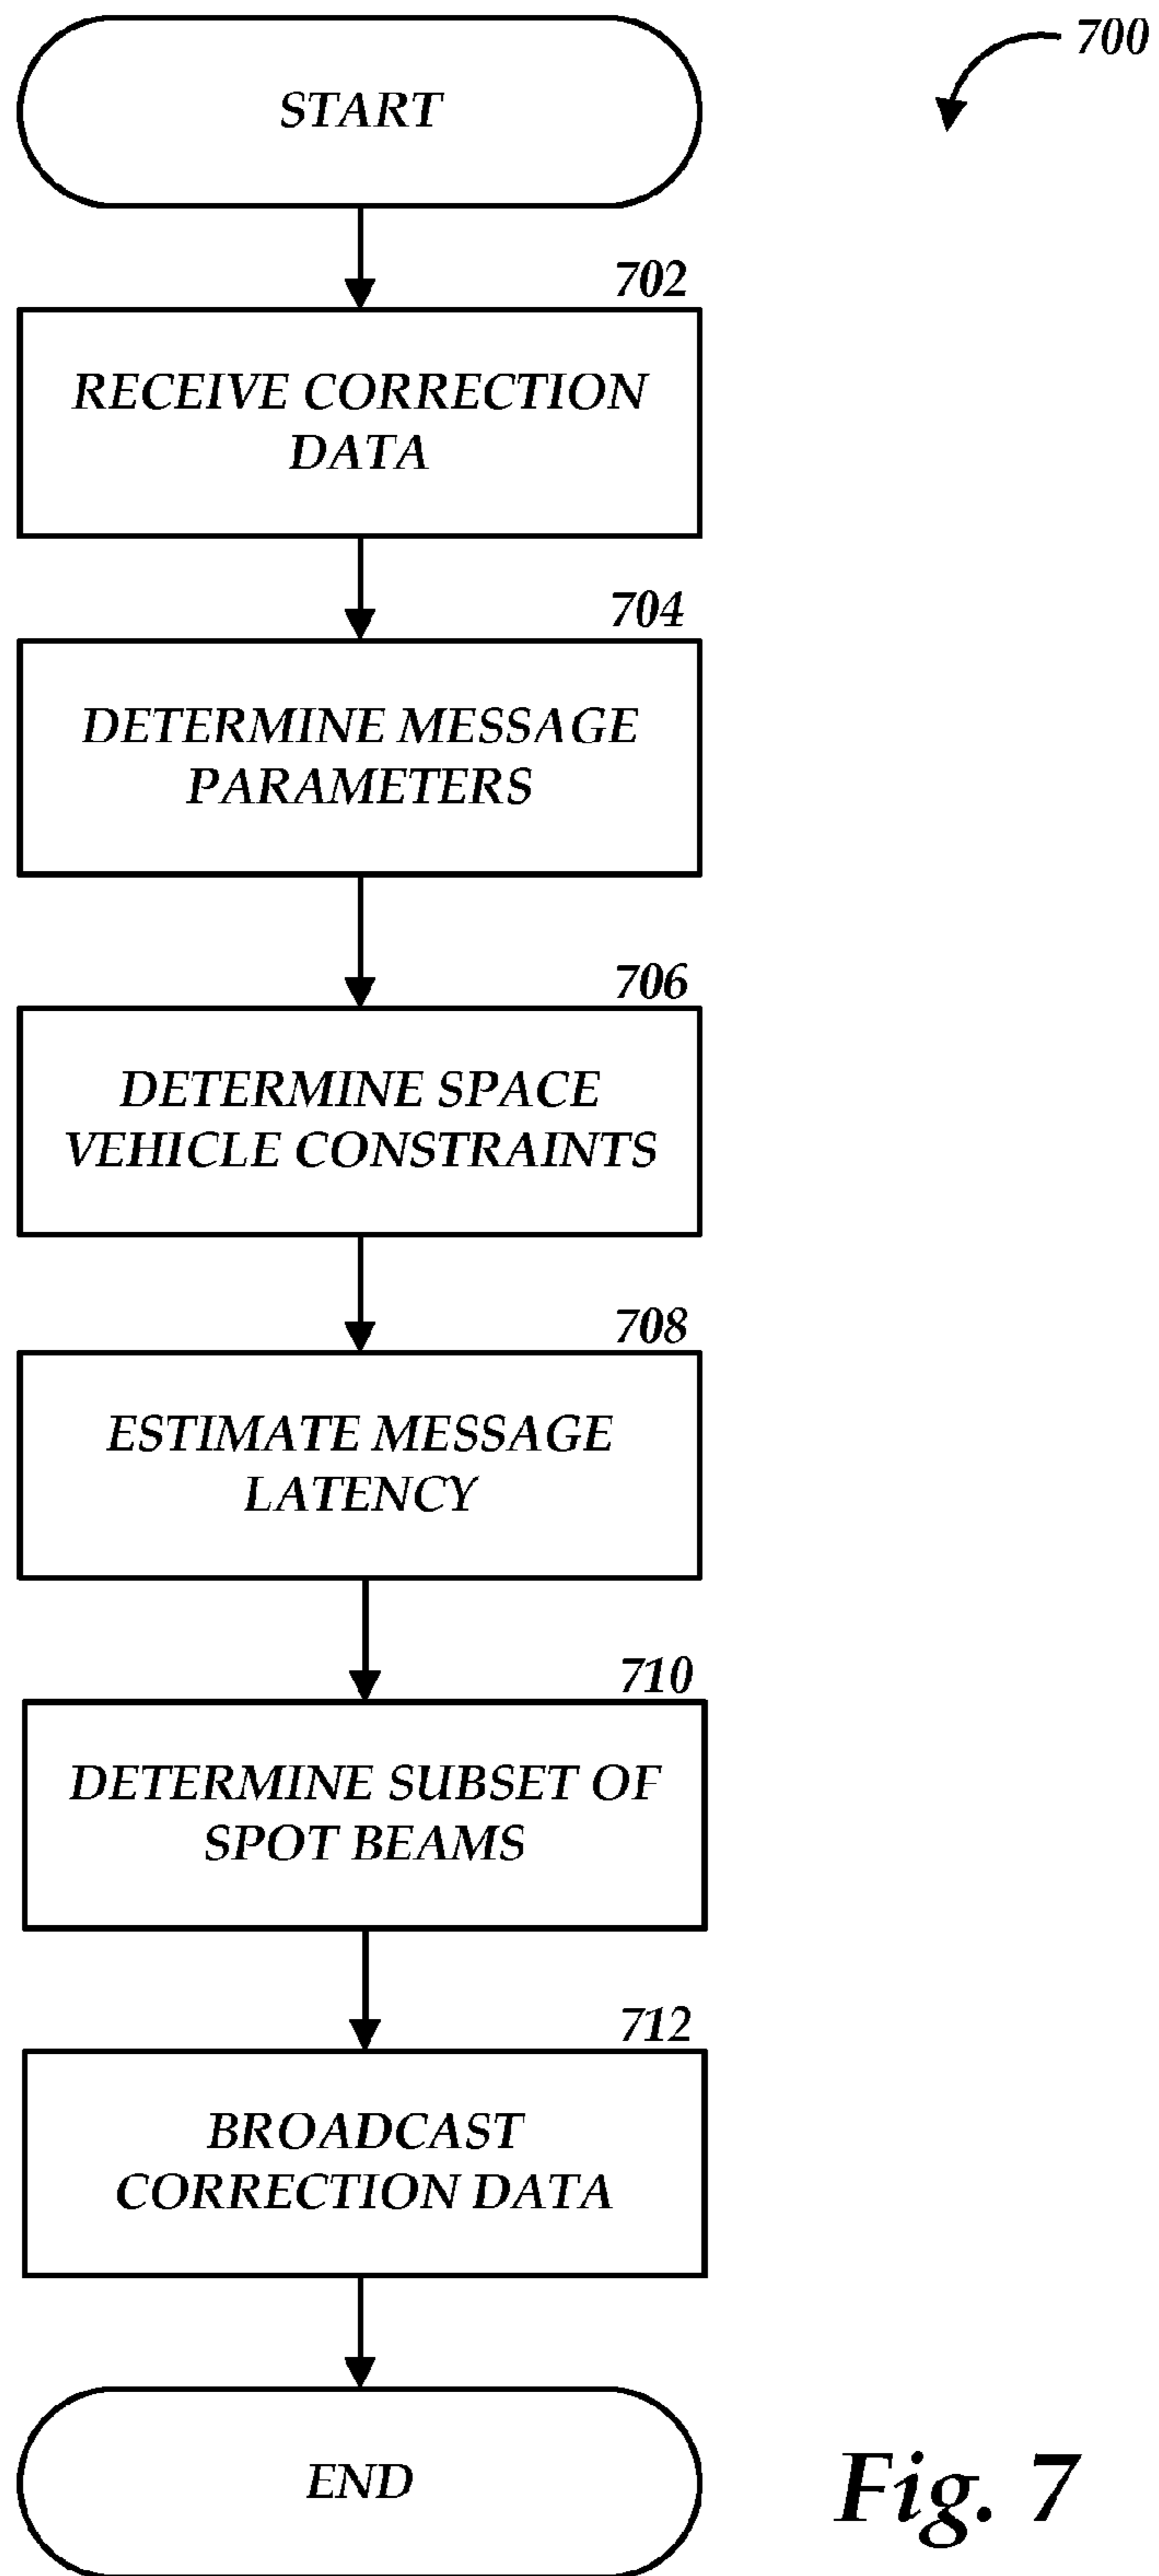 START
700
702
RECEIVE CORRECTION
DATA
704
DETERMINE MESSAGE
PARAMETERS
706
DETERMINE SPACE
VEHICLE CONSTRAINTS
708
ESTIMATE MESSAGE
LATENCY
710
DETERMINE SUBSET OF
SPOT BEAMS
712
BROADCAST
CORRECTION DATA
END
Fig. 7